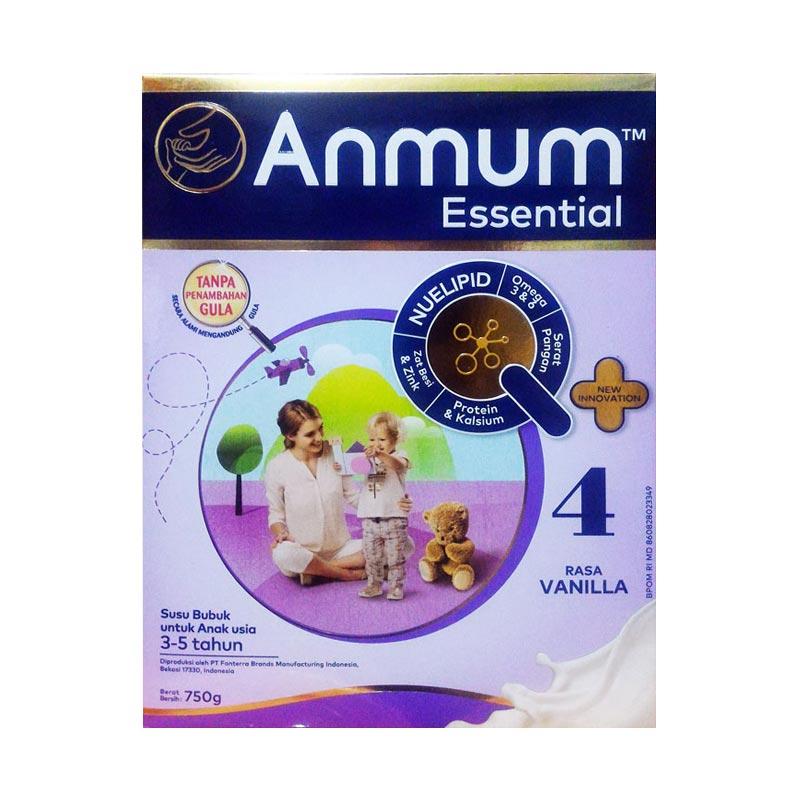 Anmum™
Essential
TANPA
PENAMBAHAN
GULA
SECARA ALAMI MENGANDUNG GULA
NUELIPID
Omega
3 & 6
Serat
Pangan
Protein
& Kalsium
Zat Besi
& Zink
NEW
INNOVATION
4
RASA
VANILLA
BPOM RI MD 860828023349
Susu Bubuk
untuk Anak usia
3-5 tahun
Diproduksi oleh PT Fonterra Brands Manufacturing Indonesia,
Bekasi 17330, Indonesia
Berat
Bersih: 750g